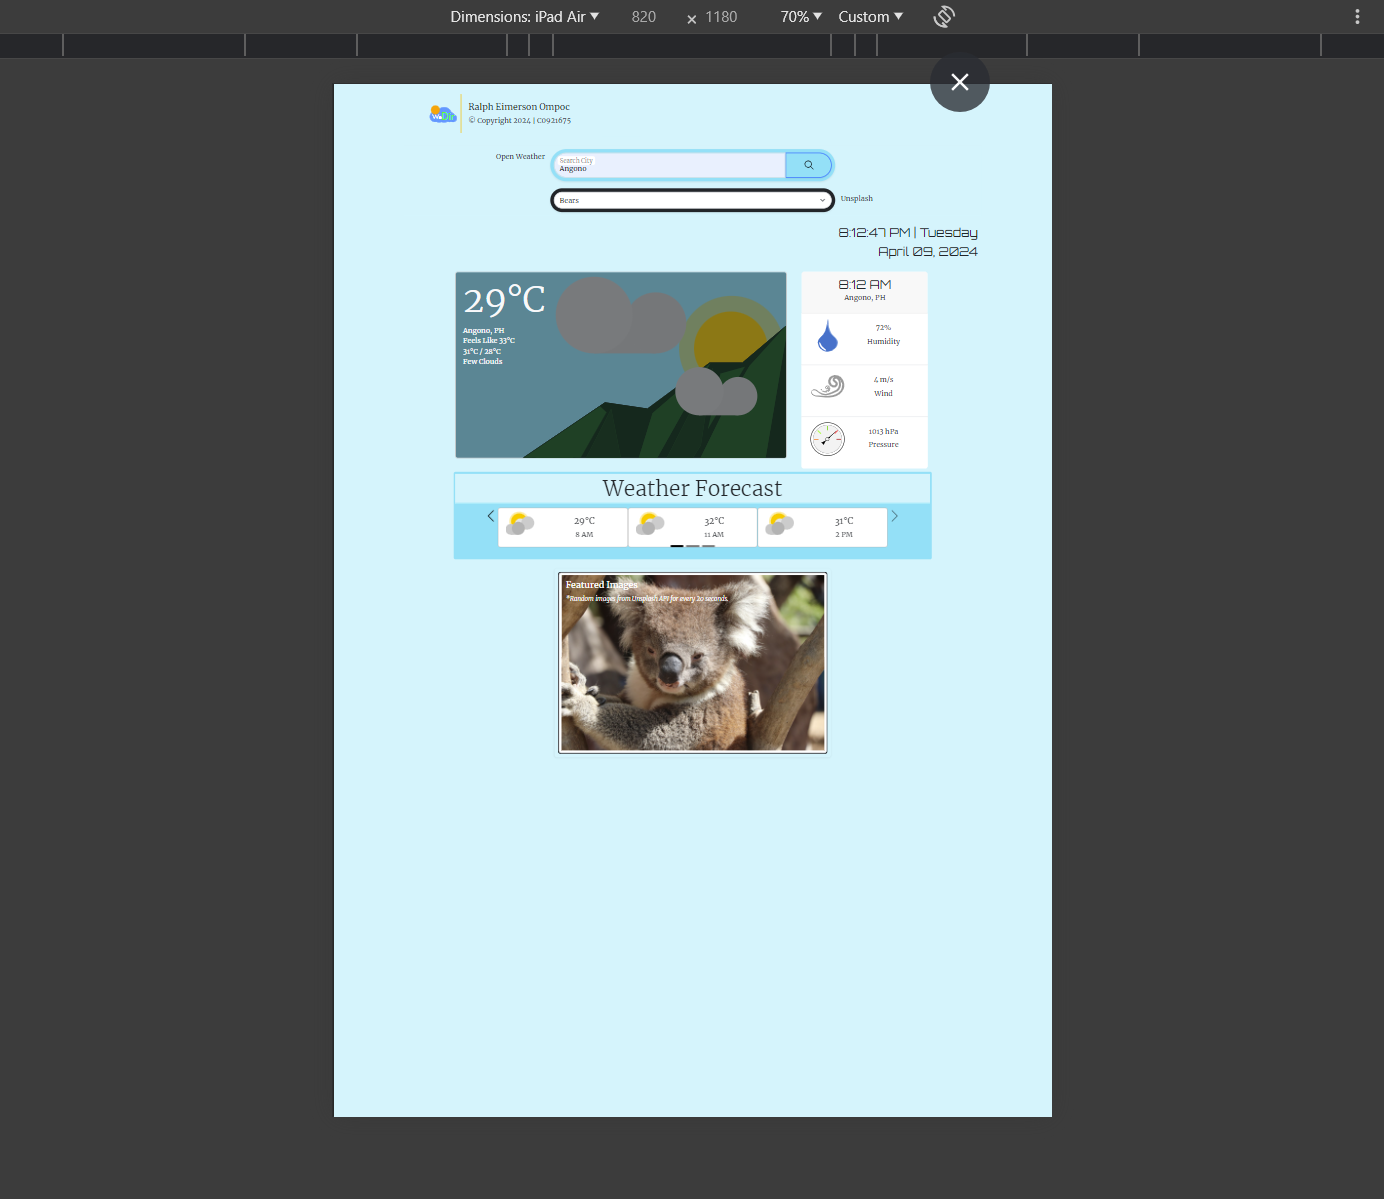 Dimensions: iPad Air ▼ 820 × 1180 70% ▼ Custom ▼
WeDir
Ralph Eimerson Ompoc
© Copyright 2024 | C0921675
Open Weather
Search City
Angono
Bears
Unsplash
8:12:47 PM | Tuesday
April 09, 2024
29°C
Angono, PH
Feels Like 33°C
31°C / 28°C
Few Clouds
8:12 AM
Angono, PH
72%
Humidity
4 m/s
Wind
1013 hPa
Pressure
Weather Forecast
29°C
8 AM
32°C
11 AM
31°C
2 PM
Featured Images
*Random images from Unsplash API for every 20 seconds.